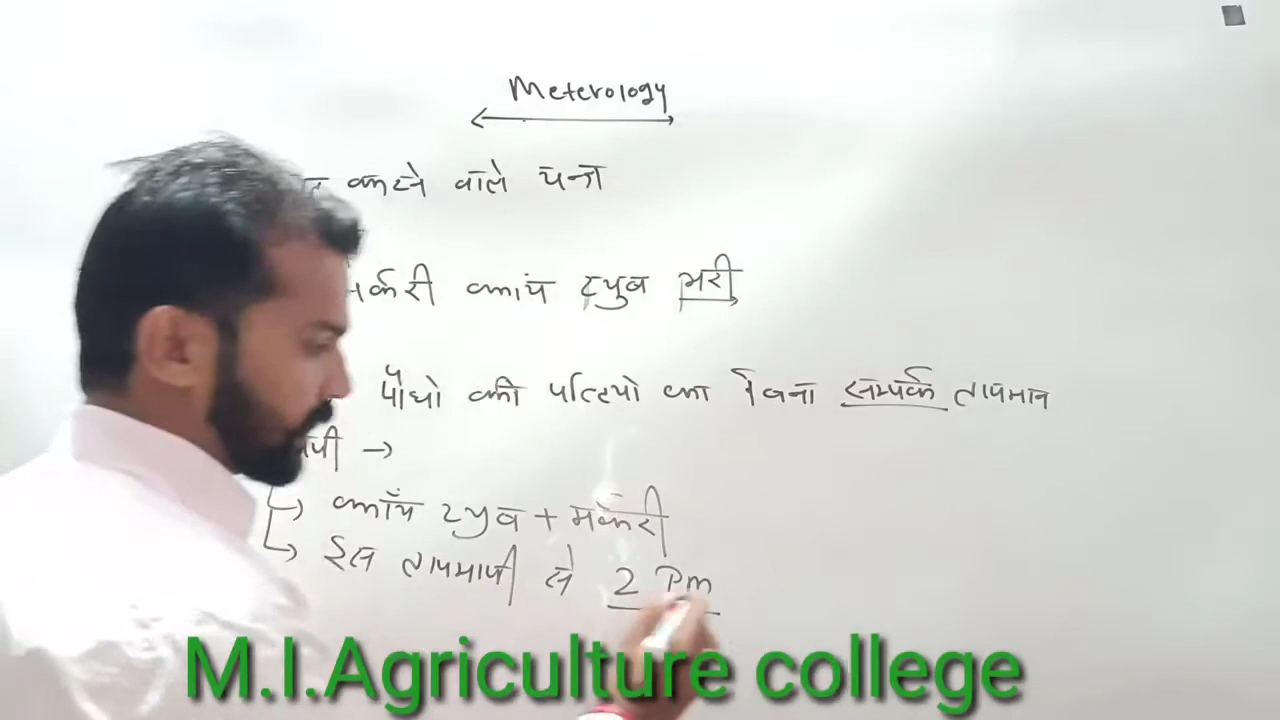 Meterology
करने वाले यन्त्र
मर्करी कांच ट्युब भरी
पौधो की पत्तियो का बिना सम्पर्क तापमान
कॉंच ट्युब + मर्करी
इस तापमापी से 2 Pm
M.I.Agriculture college